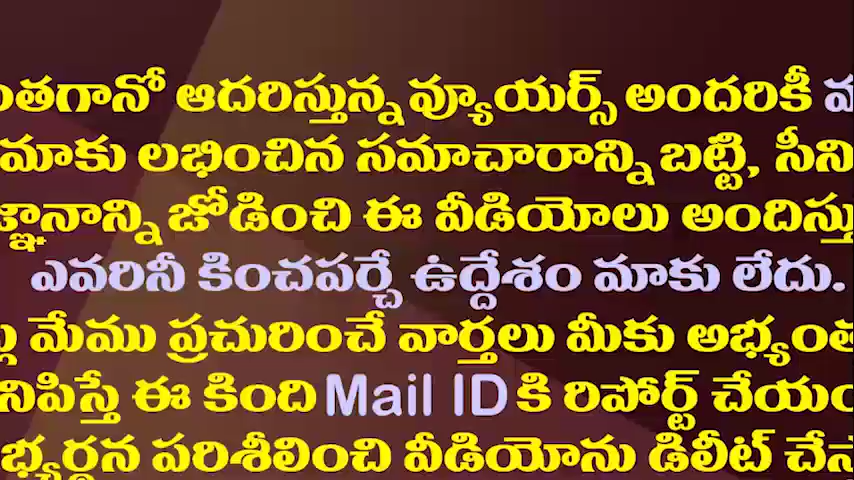 ంతగానో ఆదరిస్తున్న వ్యూయర్స్ అందరికీ
మాకు లభించిన సమాచారాన్ని బట్టి, సీని
జ్ఞానాన్ని జోడించి ఈ వీడియోలు అందిస్తు
ఎవరినీ కించపర్చే ఉద్దేశం మాకు లేదు.
మేము ప్రచురించే వార్తలు మీకు అభ్యంత
నిపిస్తే ఈ కింది Mail ID కి రిపోర్ట్ చేయం
భ్యర్థన పరిశీలించి వీడియోను డిలీట్ చేస